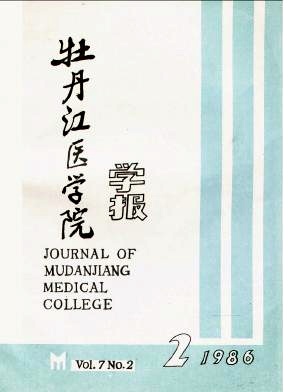 牡丹江医学院
学报
JOURNAL OF
MUDANJIANG
MEDICAL
COLLEGE
M Vol. 7 No. 2
2 1986